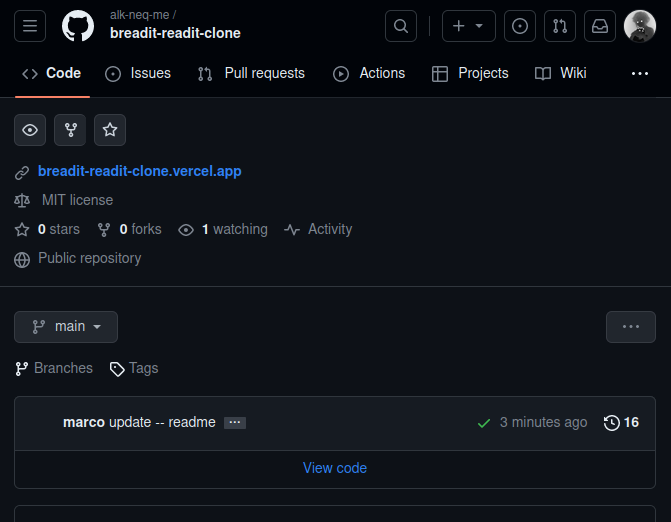 alk-neq-me /
breadit-readit-clone
Code Issues Pull requests Actions Projects Wiki
breadit-readit-clone.vercel.app
MIT license
0 stars 0 forks 1 watching Activity
Public repository
main
Branches Tags
marco update -- readme 3 minutes ago 16
View code